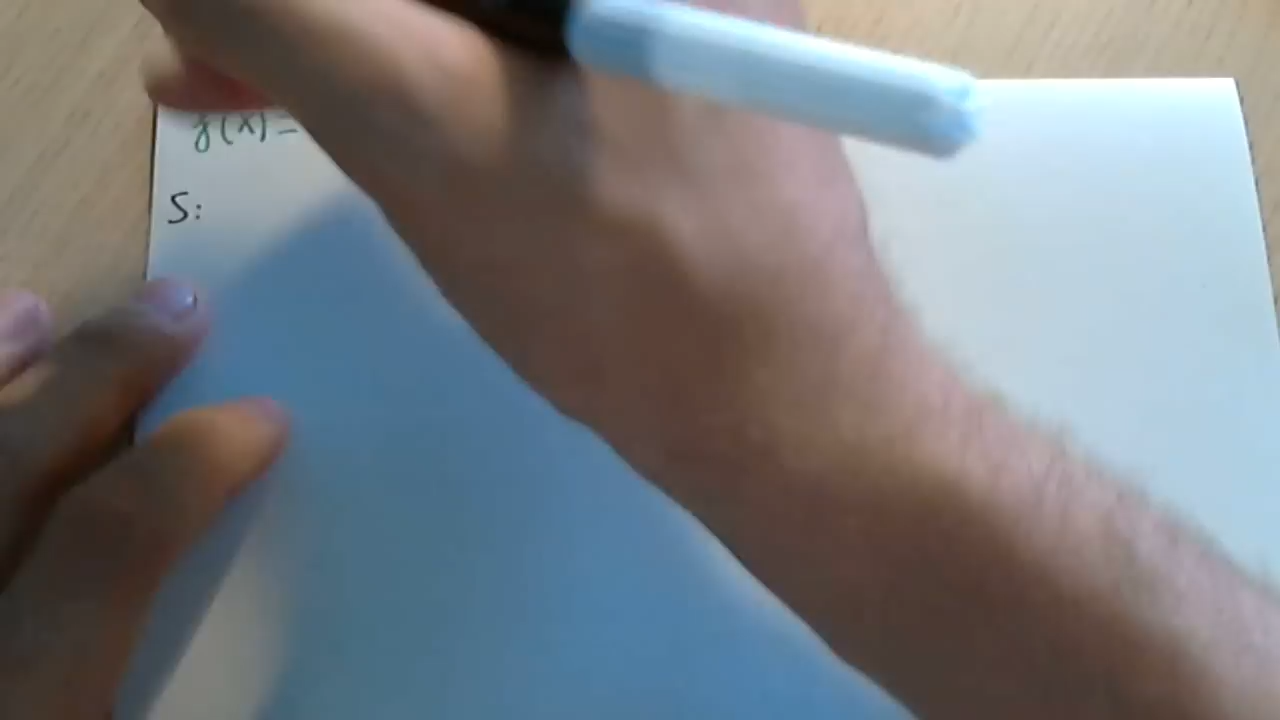 g(x) =
S: